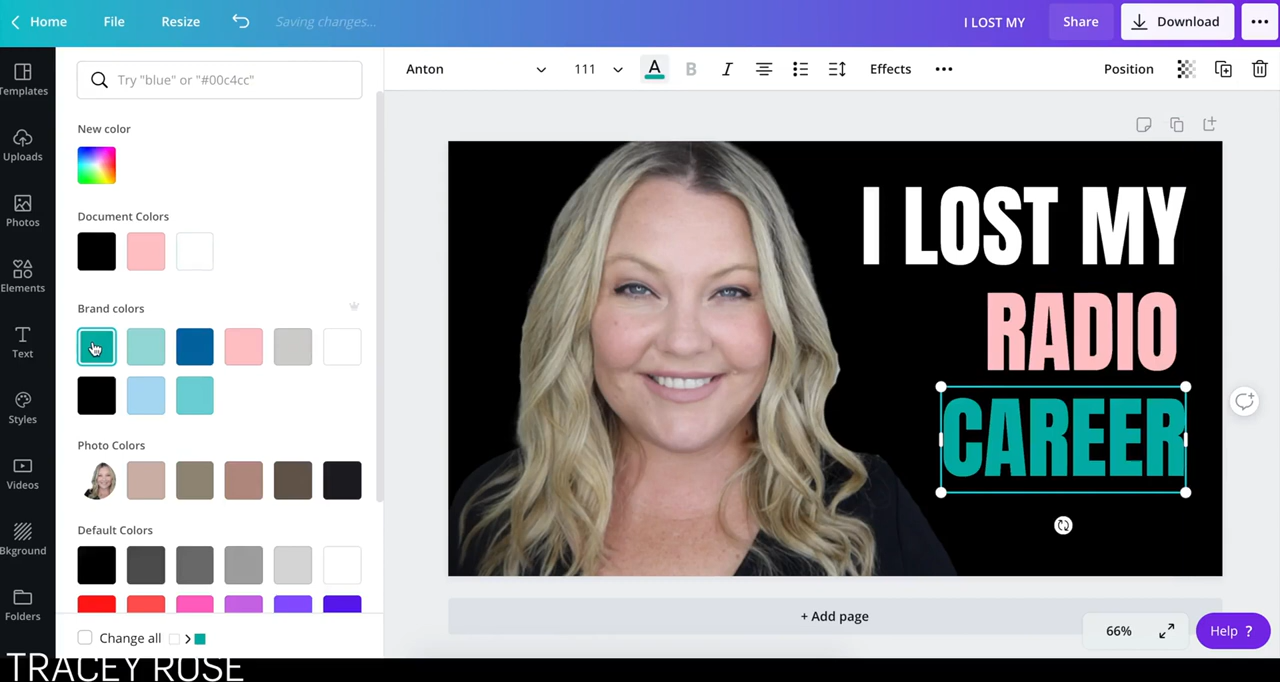 Home File Resize Saving changes... I LOST MY Share Download
Templates
Uploads
Photos
Elements
Text
Styles
Videos
Bkground
Folders
Try "blue" or "#00c4cc"
New color
Document Colors
Brand colors
Photo Colors
Default Colors
Change all
Anton 111 A B I Effects Position
I LOST MY
RADIO
CAREER
+ Add page
66% Help ?
TRACEY ROSE